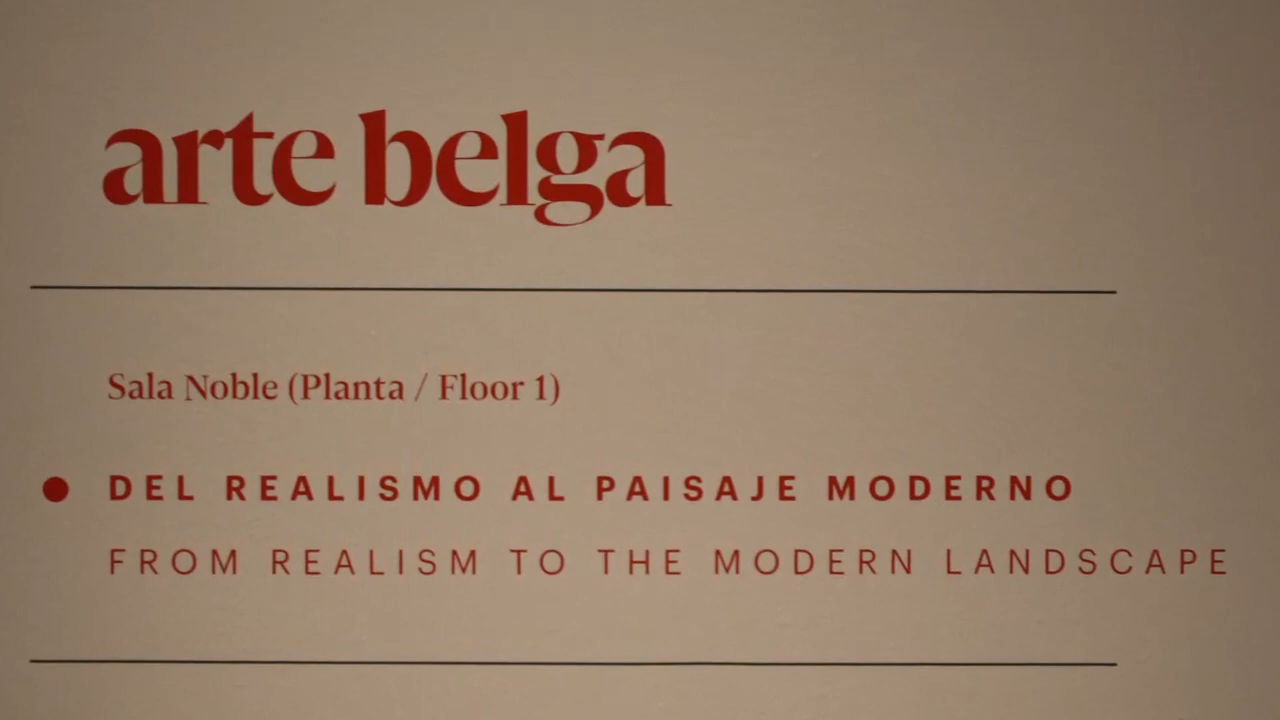 arte belga
Sala Noble (Planta / Floor 1)
DEL REALISMO AL PAISAJE MODERNO
FROM REALISM TO THE MODERN LANDSCAPE